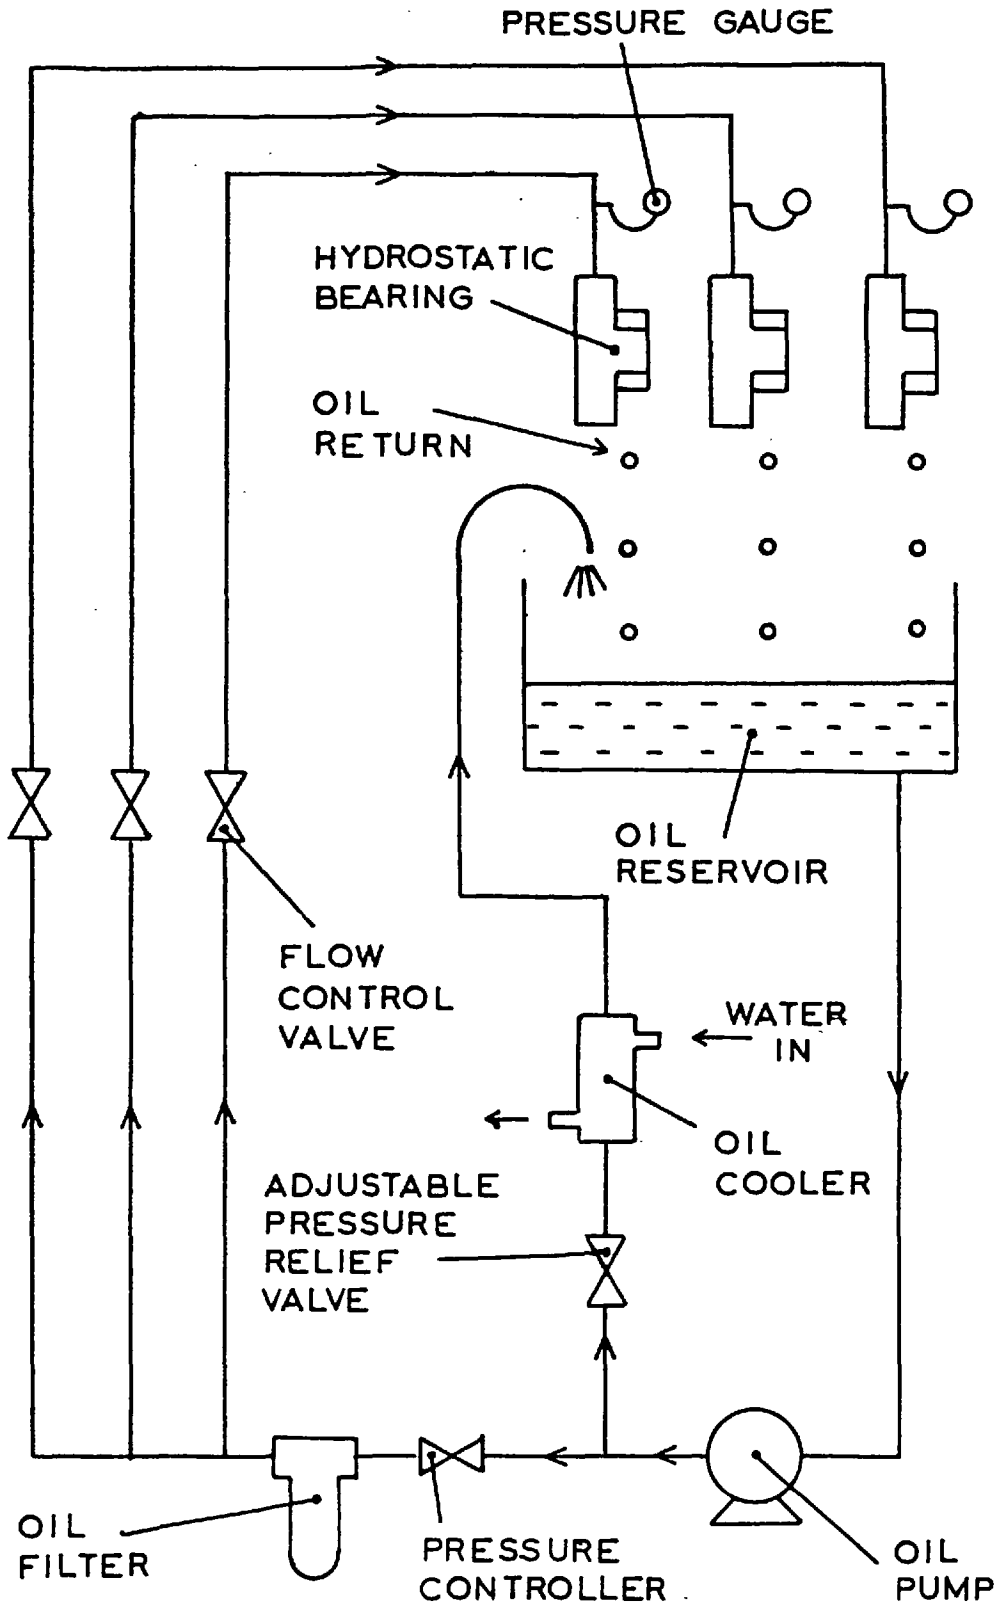 PRESSURE GAUGE
HYDROSTATIC
BEARING
OIL
RETURN
OIL
RESERVOIR
FLOW
CONTROL
VALVE
WATER
IN
OIL
COOLER
ADJUSTABLE
PRESSURE
RELIEF
VALVE
OIL
FILTER
PRESSURE
CONTROLLER
OIL
PUMP